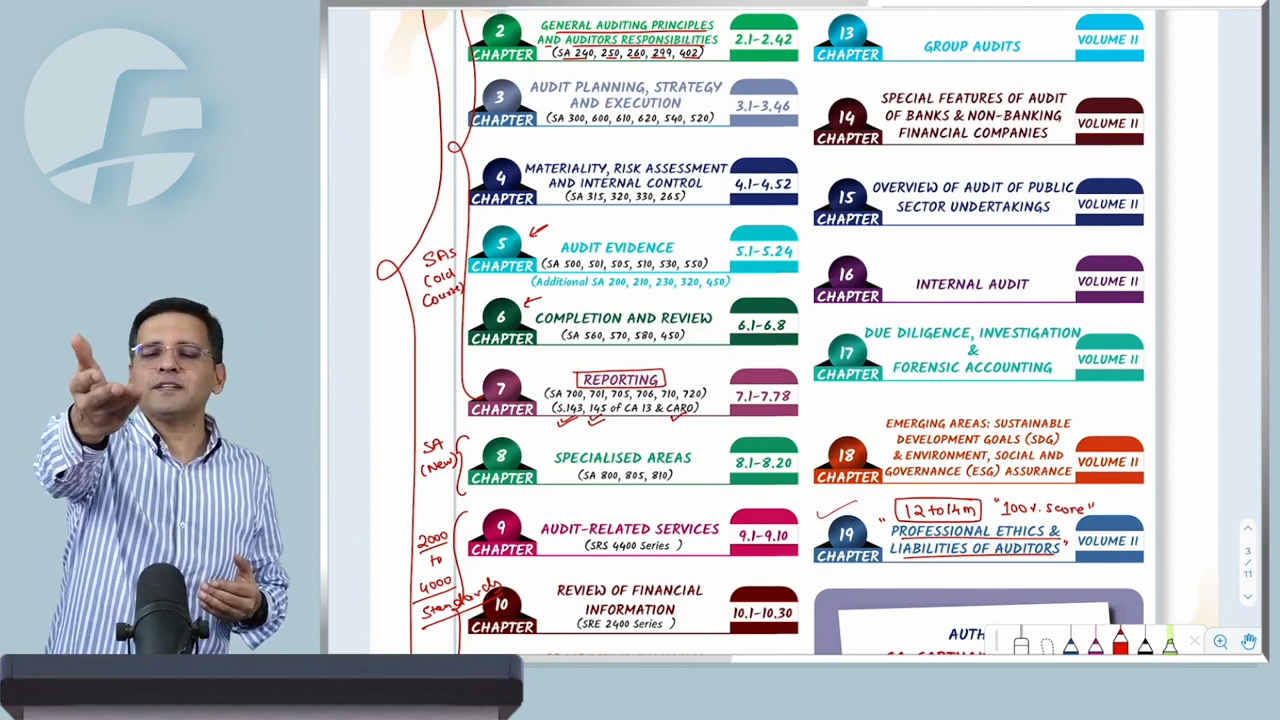 2
CHAPTER
GENERAL AUDITING PRINCIPLES
AND AUDITORS RESPONSIBILITIES
(SA 240, 250, 260, 299, 402)
2.1-2.42
3
CHAPTER
AUDIT PLANNING, STRATEGY
AND EXECUTION
(SA 300, 600, 610, 620, 540, 520)
3.1-3.46
4
CHAPTER
MATERIALITY, RISK ASSESSMENT
AND INTERNAL CONTROL
(SA 315, 320, 330, 265)
4.1-4.52
SAs
(old
Course)
5
CHAPTER
AUDIT EVIDENCE
(SA 500, 501, 505, 510, 530, 550)
(Additional SA 200, 210, 230, 320, 450)
5.1-5.24
6
CHAPTER
COMPLETION AND REVIEW
(SA 560, 570, 580, 450)
6.1-6.8
7
CHAPTER
REPORTING
(SA 700, 701, 705, 706, 710, 720)
(S.143, 145 of CA 13 & CARO)
7.1-7.78
SA
(New)
8
CHAPTER
SPECIALISED AREAS
(SA 800, 805, 810)
8.1-8.20
2000
to
4000
Standards
9
CHAPTER
AUDIT-RELATED SERVICES
(SRS 4400 Series )
9.1-9.10
10
CHAPTER
REVIEW OF FINANCIAL
INFORMATION
(SRE 2400 Series )
10.1-10.30
13
CHAPTER
GROUP AUDITS
VOLUME II
14
CHAPTER
SPECIAL FEATURES OF AUDIT
OF BANKS & NON-BANKING
FINANCIAL COMPANIES
VOLUME II
15
CHAPTER
OVERVIEW OF AUDIT OF PUBLIC
SECTOR UNDERTAKINGS
VOLUME II
16
CHAPTER
INTERNAL AUDIT
VOLUME II
17
CHAPTER
DUE DILIGENCE, INVESTIGATION
&
FORENSIC ACCOUNTING
VOLUME II
18
CHAPTER
EMERGING AREAS: SUSTAINABLE
DEVELOPMENT GOALS (SDG)
& ENVIRONMENT, SOCIAL AND
GOVERNANCE (ESG) ASSURANCE
VOLUME II
12 to 14 m "100%. score"
19
CHAPTER
"PROFESSIONAL ETHICS &
LIABILITIES OF AUDITORS"
VOLUME II
3
/
11